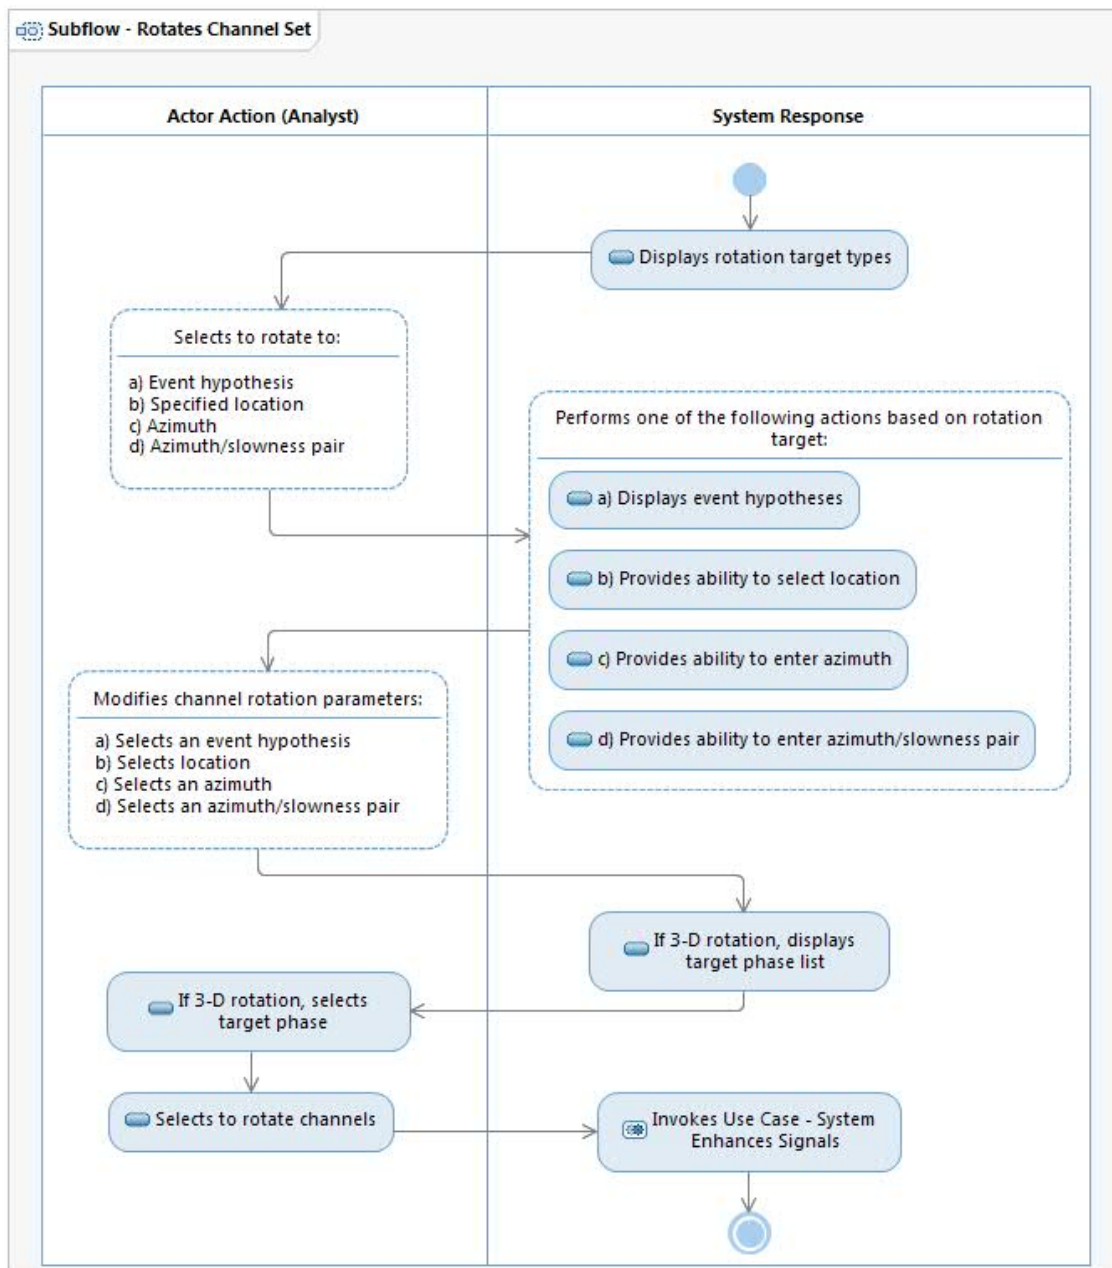 Subflow - Rotates Channel Set
Actor Action (Analyst)
System Response
Displays rotation target types
Selects to rotate to:
a) Event hypothesis
b) Specified location
c) Azimuth
d) Azimuth/slowness pair
Performs one of the following actions based on rotation
target:
a) Displays event hypotheses
b) Provides ability to select location
c) Provides ability to enter azimuth
d) Provides ability to enter azimuth/slowness pair
Modifies channel rotation parameters:
a) Selects an event hypothesis
b) Selects location
c) Selects an azimuth
d) Selects an azimuth/slowness pair
If 3-D rotation, displays
target phase list
If 3-D rotation, selects
target phase
Selects to rotate channels
Invokes Use Case - System
Enhances Signals